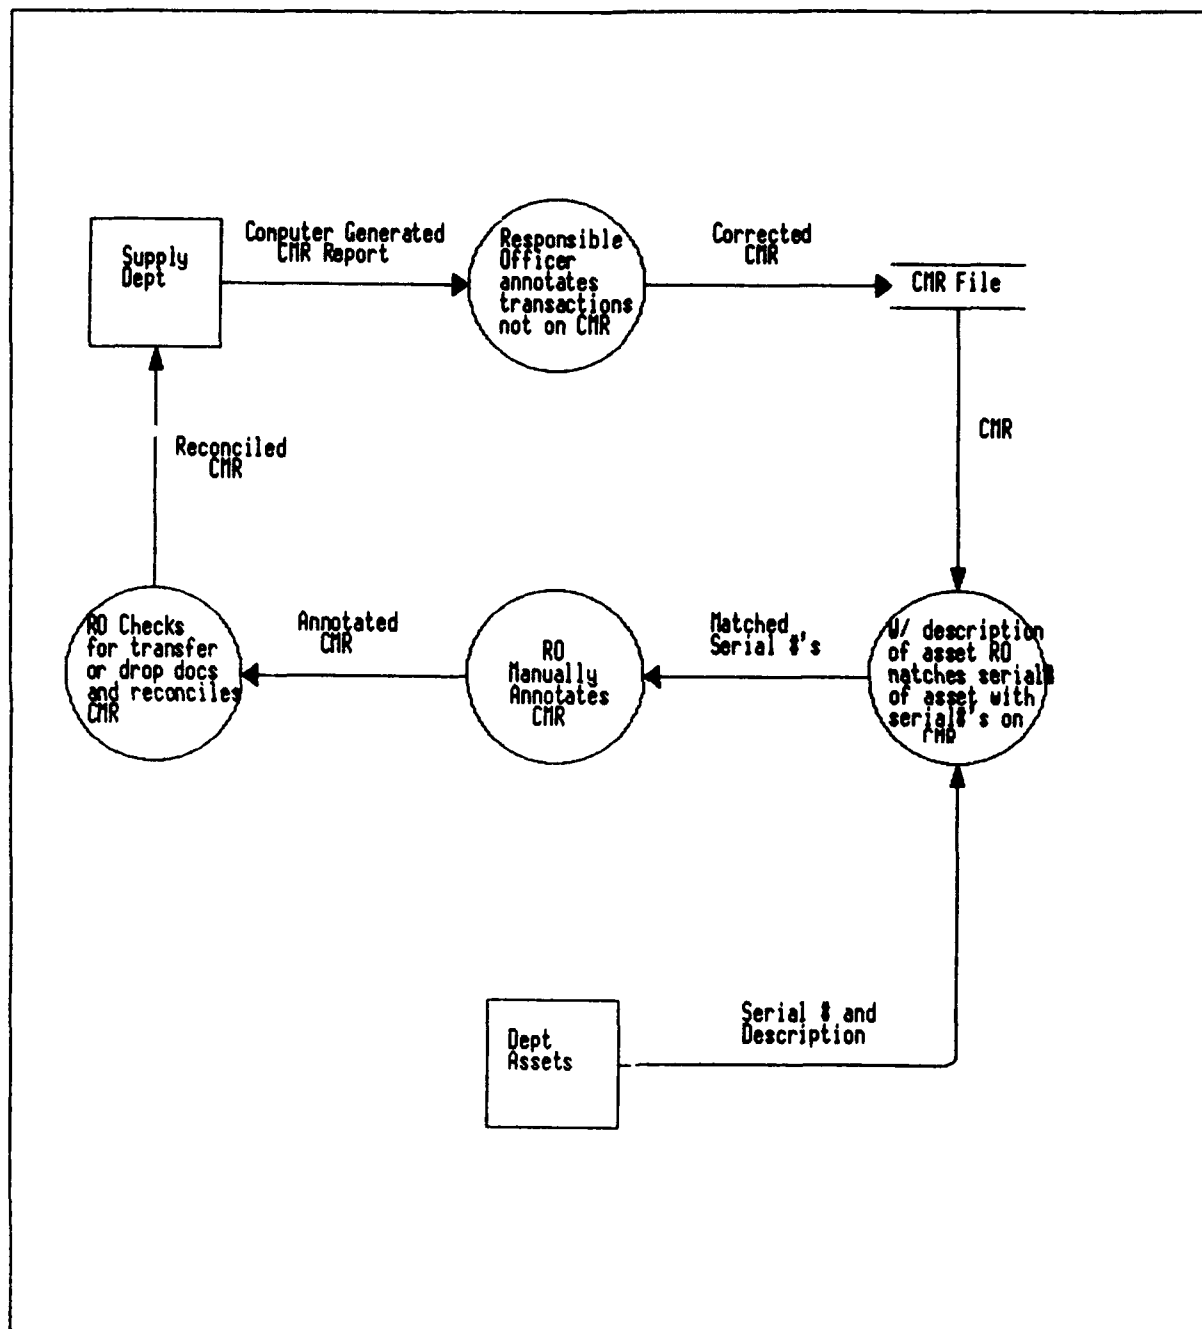 Supply
Dept
Computer Generated
CMR Report
Responsible
Officer
annotates
transactions
not on CMR
Corrected
CMR
CMR File
CMR
Reconciled
CMR
RO Checks
for transfer
or drop docs
and reconciles
CMR
Annotated
CMR
RO
Manually
Annotates
CMR
Matched
Serial #'s
W/ description
of asset RO
matches serial#
of asset with
serial#'s on
CMR
Dept
Assets
Serial # and
Description